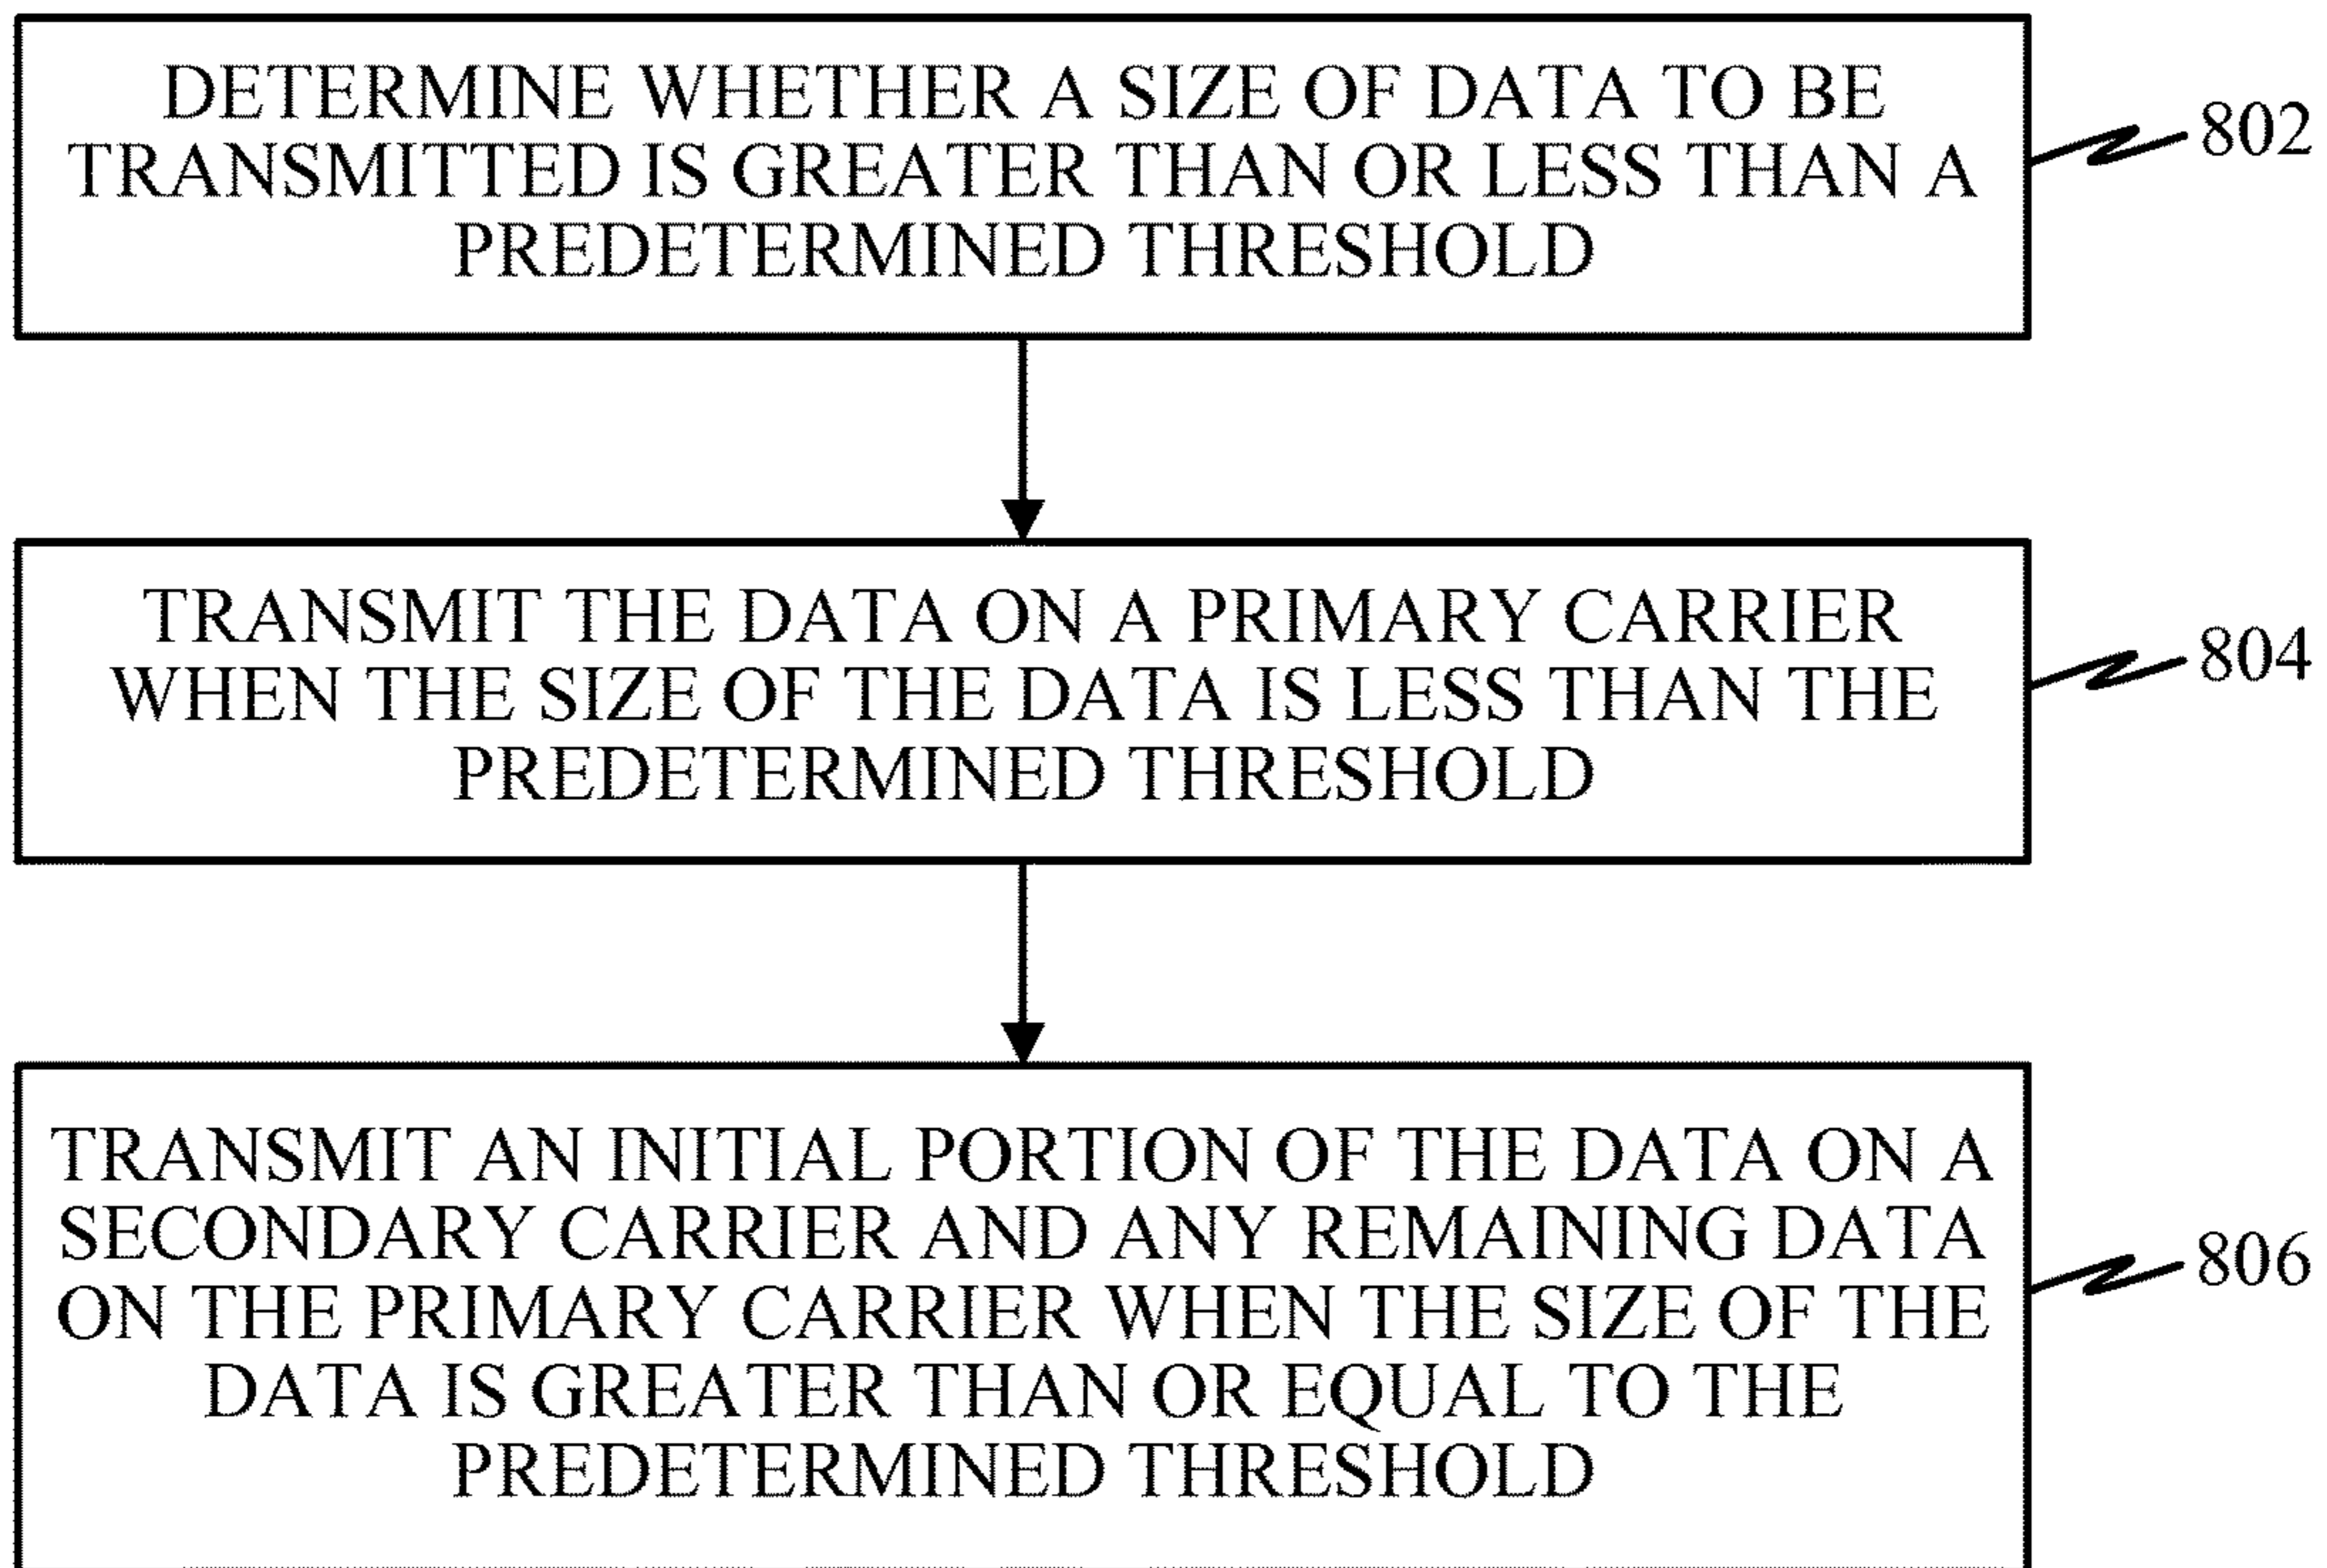 DETERMINE WHETHER A SIZE OF DATA TO BE
TRANSMITTED IS GREATER THAN OR LESS THAN A
PREDETERMINED THRESHOLD
802
TRANSMIT THE DATA ON A PRIMARY CARRIER
WHEN THE SIZE OF THE DATA IS LESS THAN THE
PREDETERMINED THRESHOLD
804
TRANSMIT AN INITIAL PORTION OF THE DATA ON A
SECONDARY CARRIER AND ANY REMAINING DATA
ON THE PRIMARY CARRIER WHEN THE SIZE OF THE
DATA IS GREATER THAN OR EQUAL TO THE
PREDETERMINED THRESHOLD
806